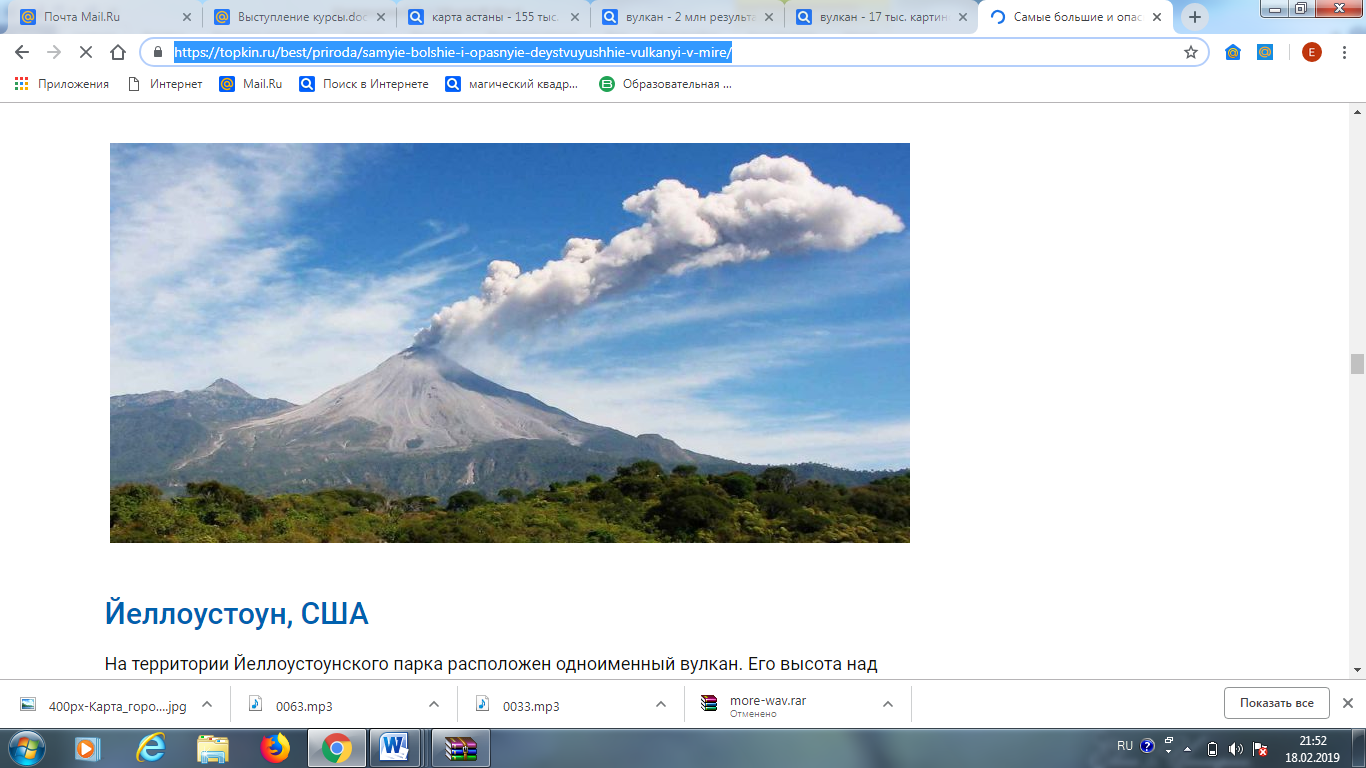 Почта Mail.Ru
Выступление курсы.doc
карта астаны - 155 тыс.
вулкан - 2 млн результа
вулкан - 17 тыс. картин
Самые большие и опас
https://topkin.ru/best/priroda/samyie-bolshie-i-opasnyie-deystvuyushhie-vulkanyi-v-mire/
E
Приложения
Интернет
Mail.Ru
Поиск в Интернете
магический квадр...
Образовательная ...
Йеллоустоун, США
На территории Йеллоустоунского парка расположен одноименный вулкан. Его высота над
400px-Карта_горо....jpg
0063.mp3
0033.mp3
more-wav.rar
Отменено
Показать все
RU
21:52
18.02.2019